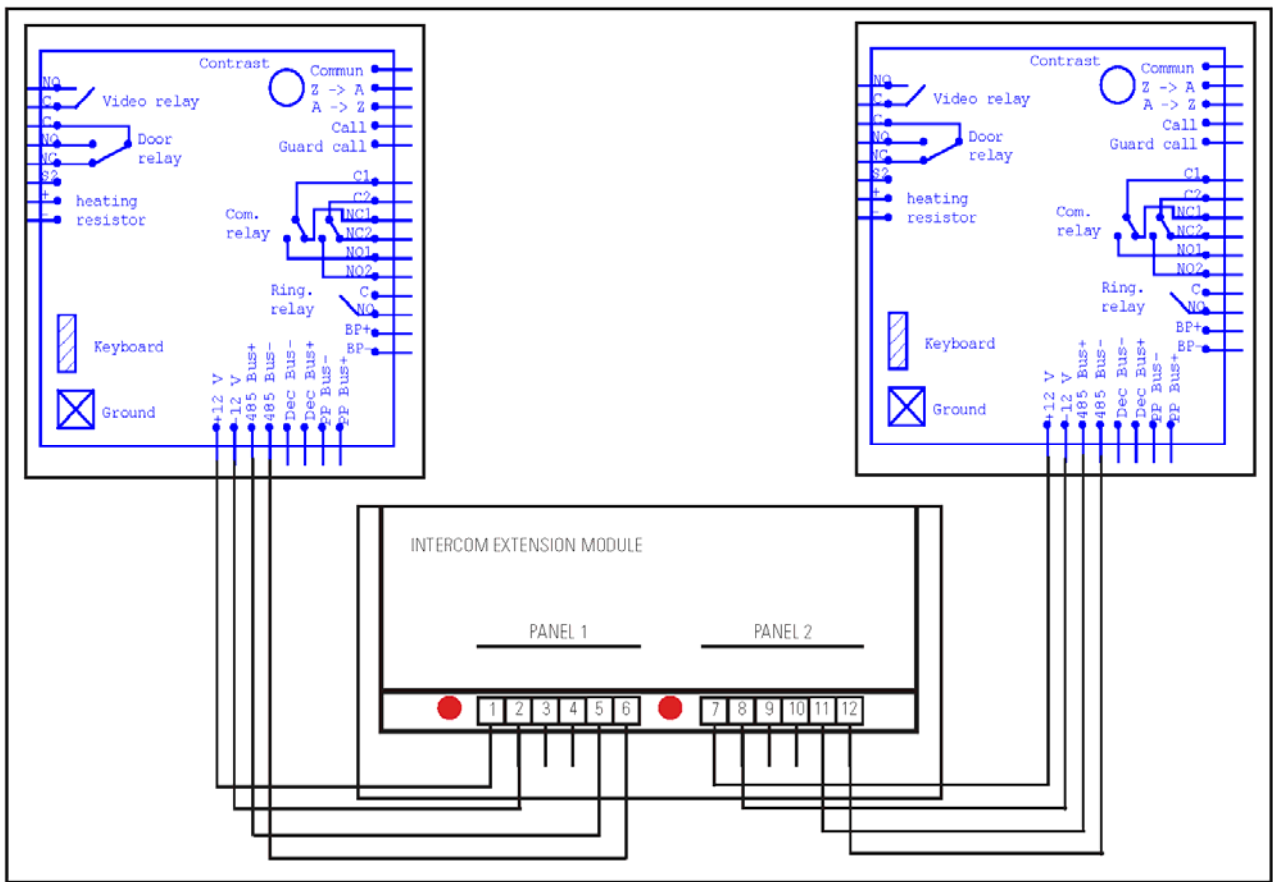 Contrast
Commun
NO
Z -> A
C
Video relay
A -> Z
C
Call
NO
Door
relay
Guard call
NC
S2
C1
+
heating
C2
-
resistor
Com.
relay
NC1
NC2
NO1
NO2
Ring.
relay
C
NO
BP+
Keyboard
BP-
Ground
+12 V
-12 V
485 Bus+
485 Bus-
Dec Bus-
Dec Bus+
PP Bus-
PP Bus+
Contrast
Commun
NO
Z -> A
C
Video relay
A -> Z
C
Call
NO
Door
relay
Guard call
NC
S2
C1
+
heating
C2
-
resistor
Com.
relay
NC1
NC2
NO1
NO2
Ring.
relay
C
NO
BP+
Keyboard
BP-
Ground
+12 V
-12 V
485 Bus+
485 Bus-
Dec Bus-
Dec Bus+
PP Bus-
PP Bus+
INTERCOM EXTENSION MODULE
PANEL 1
PANEL 2
1 2 3 4 5 6
7 8 9 10 11 12